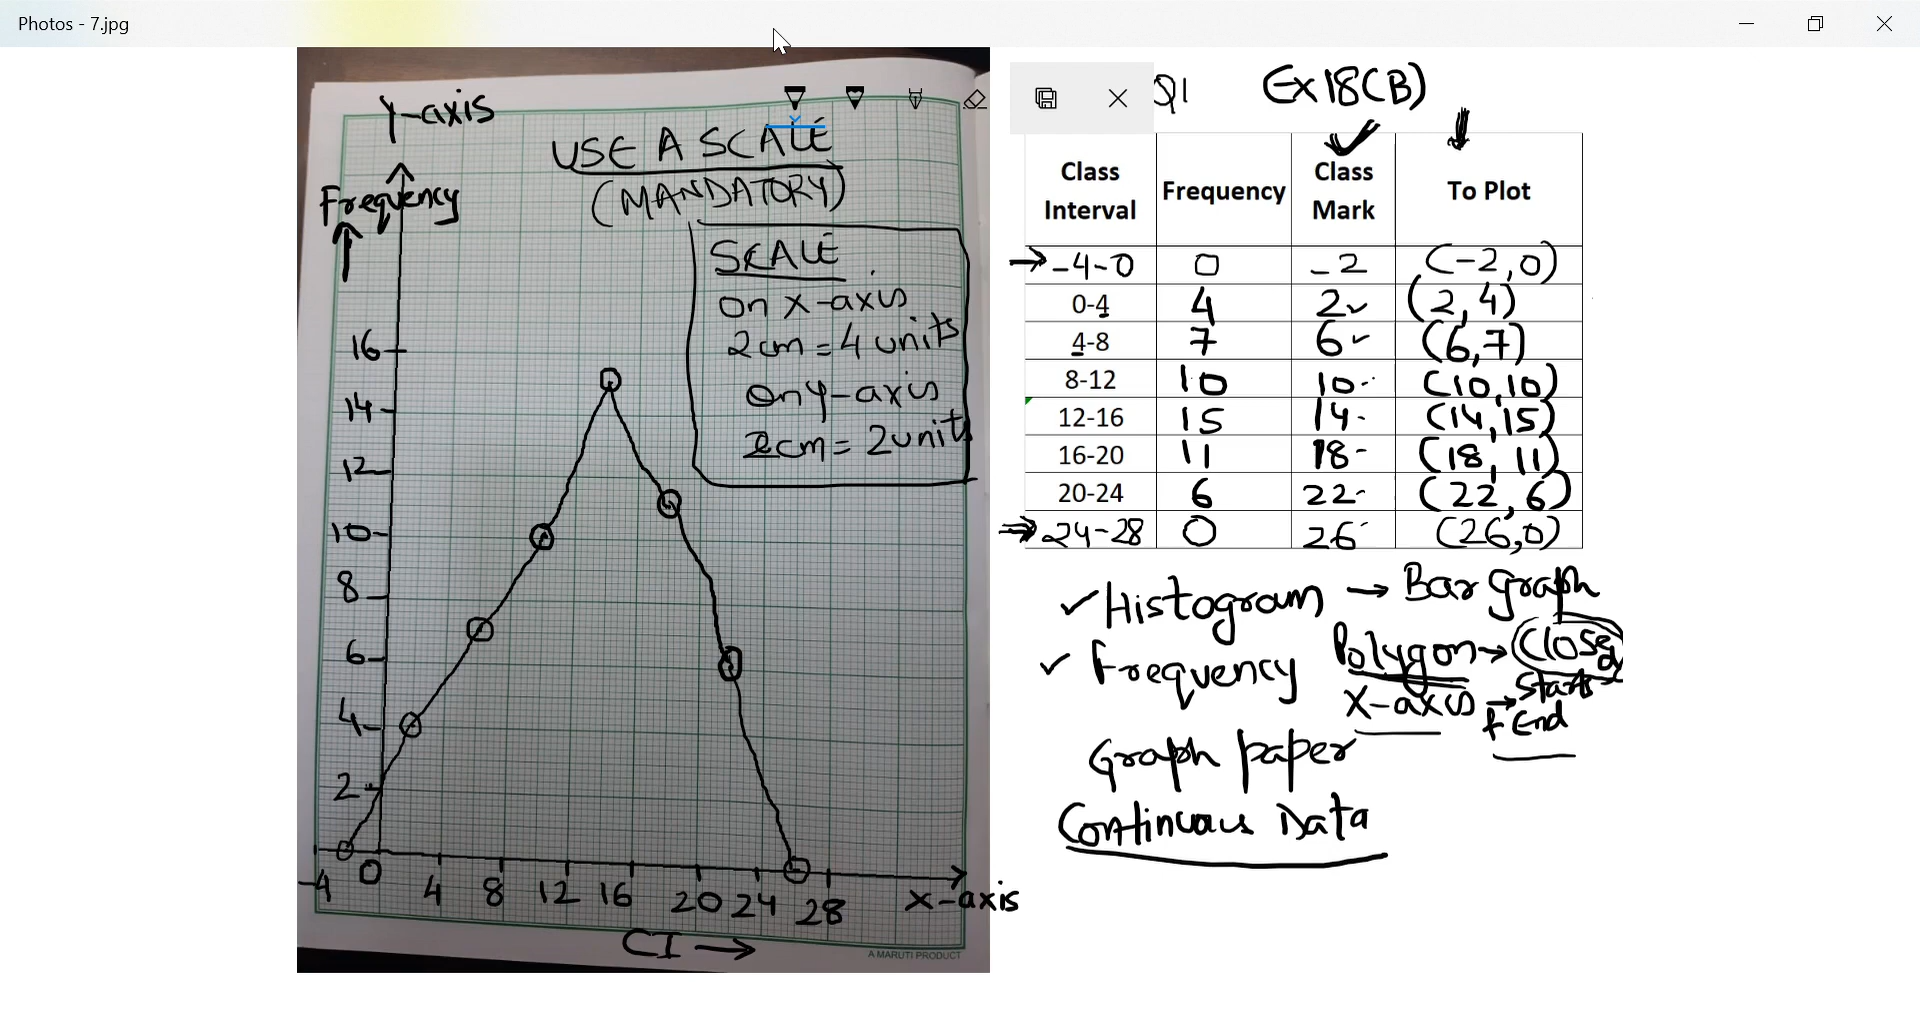 Photos - 7.jpg
Y-axis
USE A SCALE
(MANDATORY)
Frequency
SCALE
on x-axis
2cm = 4 units
On y-axis
2cm = 2 units
16
14
12
10
8
6
4
2
-4 0 4 8 12 16 20 24 28 X-axis
CI →
A MARUTI PRODUCT
Q1 Ex 18(B)
Class Interval Frequency Class Mark To Plot
→ -4-0 0 -2 (-2,0)
0-4 4 2 (2,4)
4-8 7 6 (6,7)
8-12 10 10 (10,10)
12-16 15 14 (14,15)
16-20 11 18 (18,11)
20-24 6 22 (22,6)
⇒ 24-28 0 26 (26,0)
✓ Histogram → Bar graph
✓ Frequency Polygon → Closed
X-axis → Start & End
Graph paper
Continuous Data